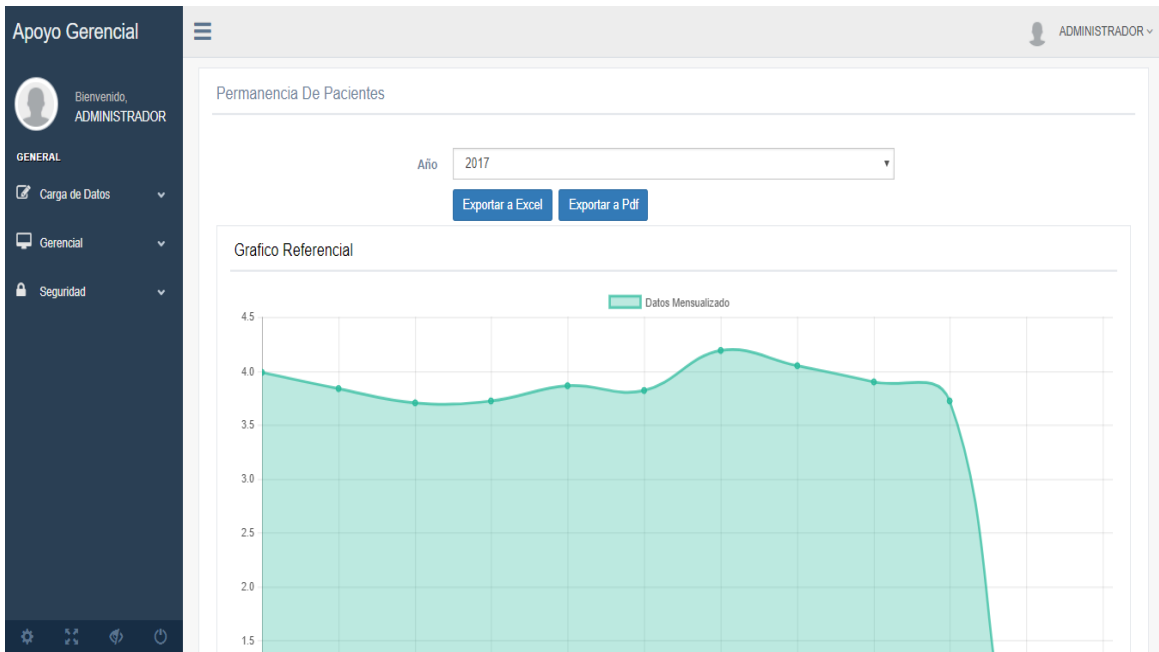 Apoyo Gerencial
ADMINISTRADOR
Bienvenido,
ADMINISTRADOR
GENERAL
Carga de Datos
Gerencial
Seguridad
Permanencia De Pacientes
Año
2017
Exportar a Excel Exportar a Pdf
Grafico Referencial
Datos Mensualizado
4.5
4.0
3.5
3.0
2.5
2.0
1.5